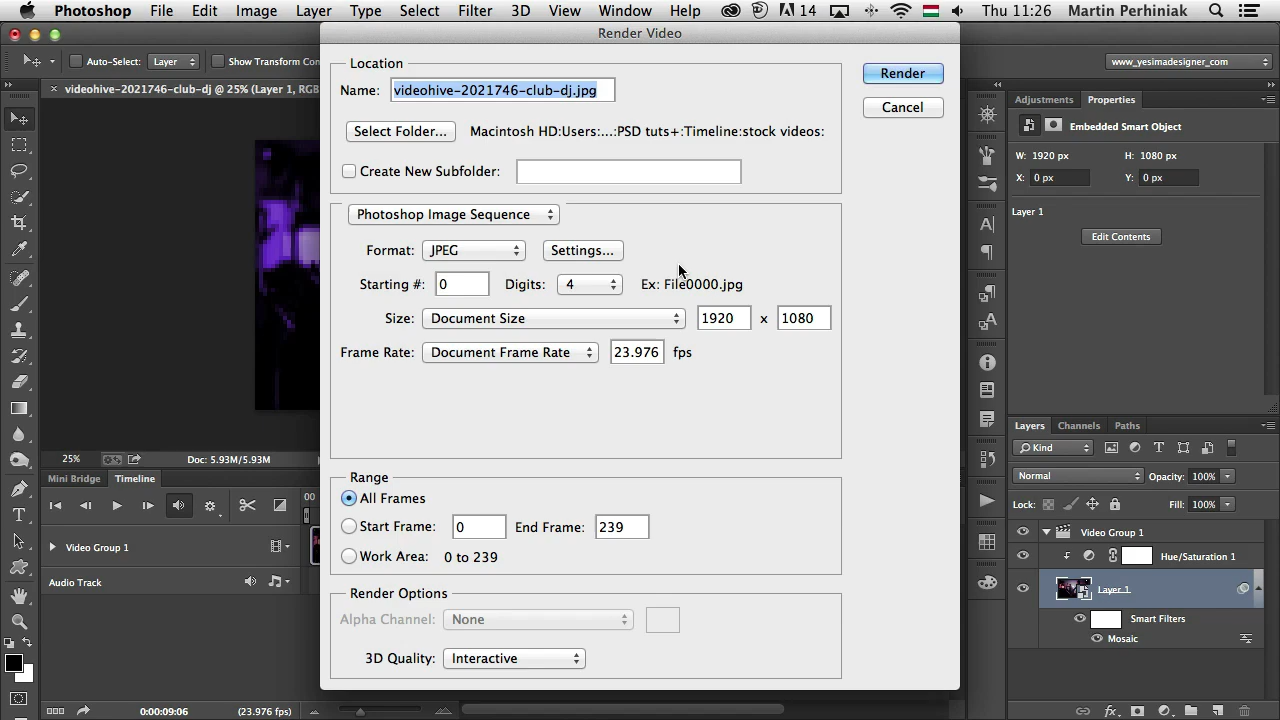 Photoshop File Edit Image Layer Type Select Filter 3D View Window Help 14 Thu 11:26 Martin Perhiniak
Render Video
Auto-Select: Layer Show Transform Con
www_yesimadesigner_com
videohive-2021746-club-dj @ 25% (Layer 1, RGB
Location
Name: videohive-2021746-club-dj.jpg
Render
Select Folder... Macintosh HD:Users:...:PSD tuts+:Timeline:stock videos:
Cancel
Create New Subfolder:
Photoshop Image Sequence
Format: JPEG Settings...
Starting #: 0 Digits: 4 Ex: File0000.jpg
Size: Document Size 1920 x 1080
Frame Rate: Document Frame Rate 23.976 fps
Range
All Frames
Start Frame: 0 End Frame: 239
Work Area: 0 to 239
Render Options
Alpha Channel: None
3D Quality: Interactive
Adjustments Properties
Embedded Smart Object
W: 1920 px H: 1080 px
X: 0 px Y: 0 px
Layer 1
Edit Contents
Layers Channels Paths
Kind
Normal Opacity: 100%
Lock: Fill: 100%
Video Group 1
Hue/Saturation 1
Layer 1
Smart Filters
Mosaic
25% Doc: 5.93M/5.93M
Mini Bridge Timeline
00
Video Group 1
Audio Track
0:00:09:06 (23.976 fps)